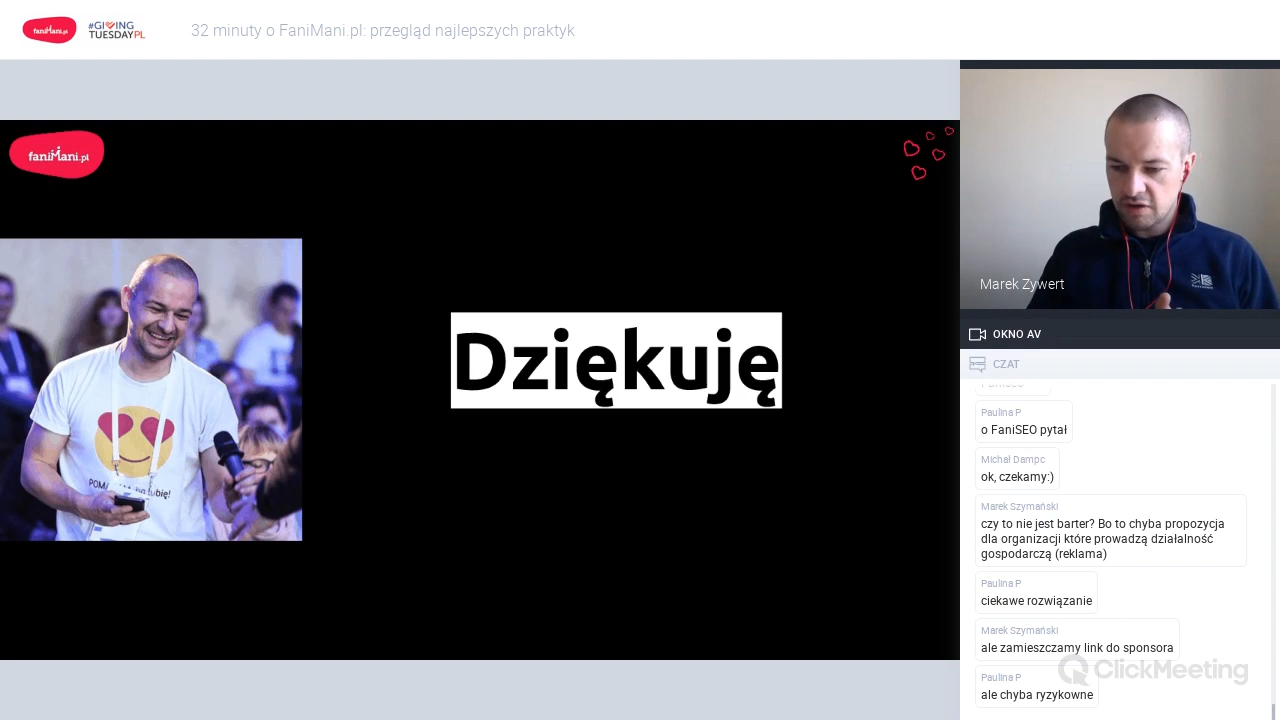 faniMani.pl
#GIVING
TUESDAYPL
32 minuty o FaniMani.pl: przegląd najlepszych praktyk
faniMani.pl
Dziękuję
Marek Zywert
OKNO AV
CZAT
Paulina P
o FaniSEO pytał
Michał Dampc
ok, czekamy:)
Marek Szymański
czy to nie jest barter? Bo to chyba propozycja
dla organizacji które prowadzą działalność
gospodarczą (reklama)
Paulina P
ciekawe rozwiązanie
Marek Szymański
ale zamieszczamy link do sponsora
Paulina P
ale chyba ryzykowne
ClickMeeting